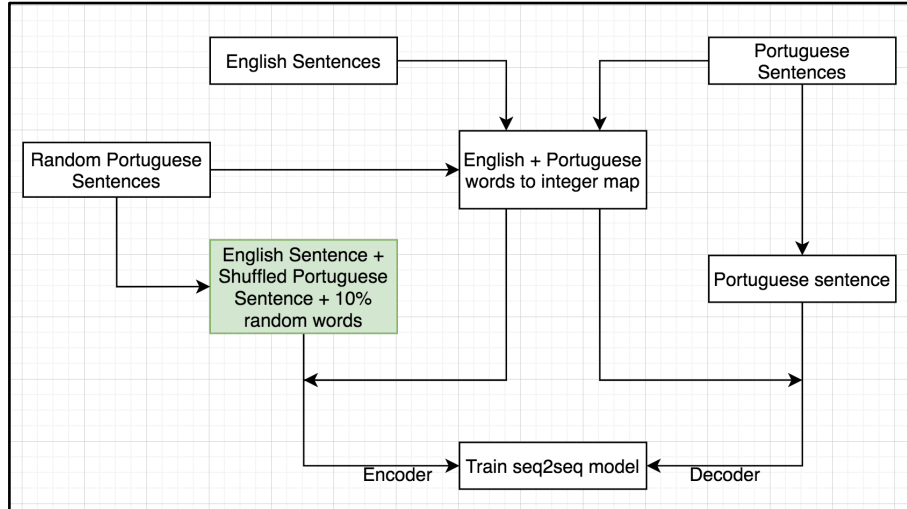 English Sentences
Portuguese
Sentences
Random Portuguese
Sentences
English + Portuguese
words to integer map
English Sentence +
Shuffled Portuguese
Sentence + 10%
random words
Portuguese sentence
Encoder
Train seq2seq model
Decoder